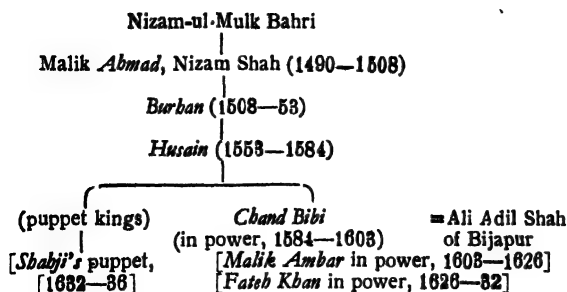 Nizam-ul-Mulk Bahri
Malik Ahmad, Nizam Shah (1490—1508)
Burhan (1508—53)
Husain (1553—1584)
(puppet kings) Chand Bibi =Ali Adil Shah
(in power, 1584—1603) of Bijapur
[Shahji's puppet, [Malik Ambar in power, 1603—1626]
[1632—36] [Fateh Khan in power, 1626—32]